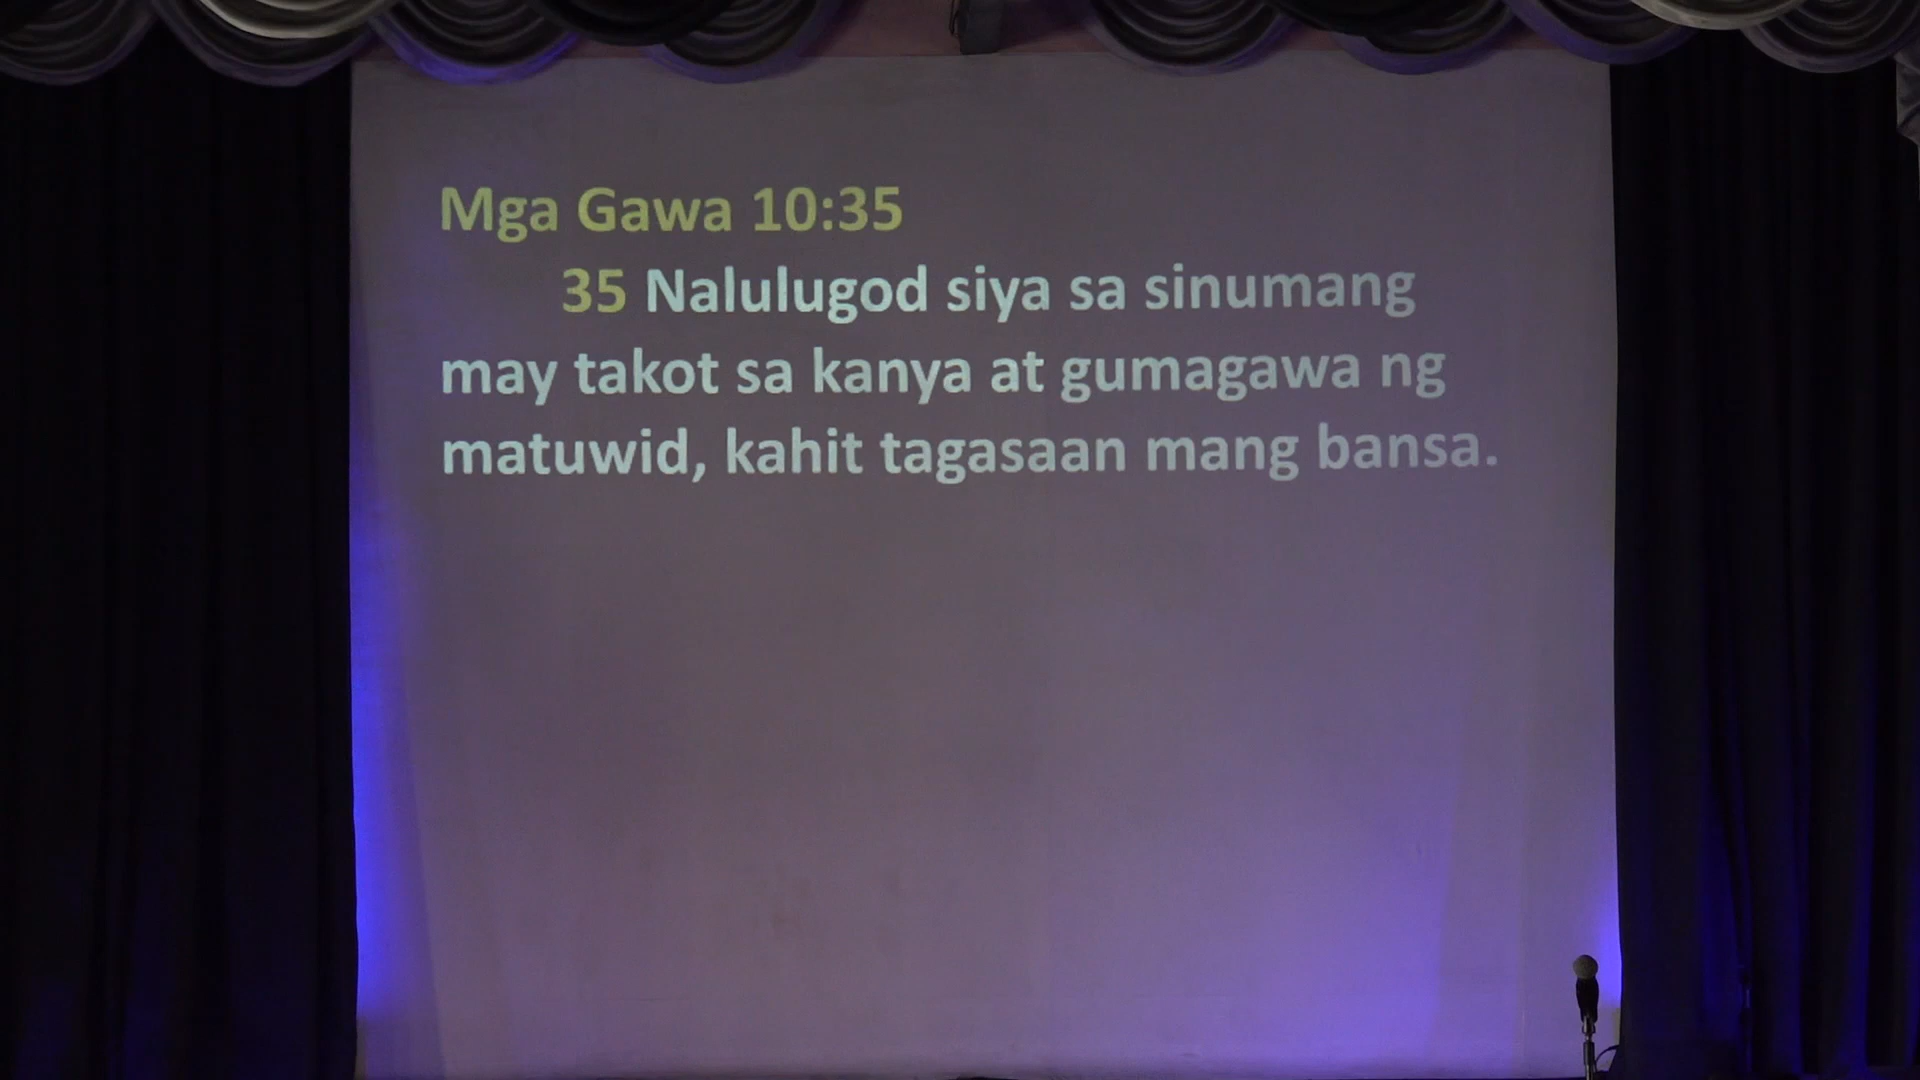 Mga Gawa 10:35
35 Nalulugod siya sa sinumang
may takot sa kanya at gumagawa ng
matuwid, kahit tagasaan mang bansa.